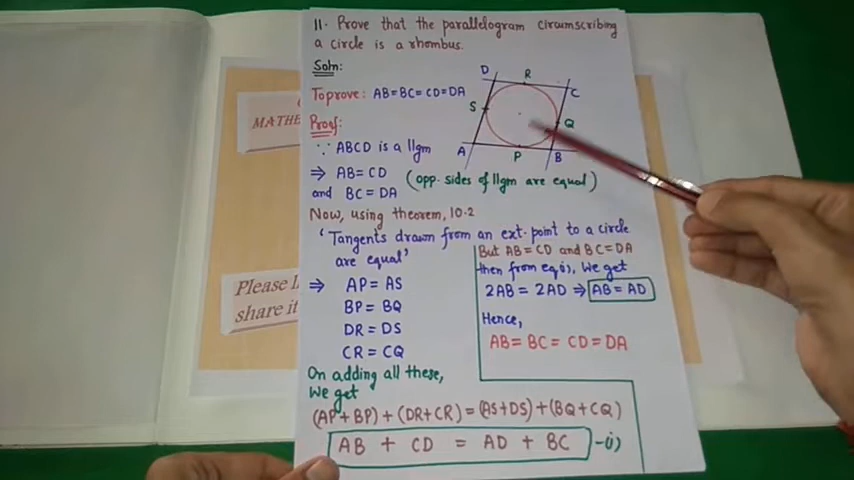 11. Prove that the parallelogram circumscribing
a circle is a rhombus.
Soln:
To prove: AB=BC=CD=DA
Proof:
∵ ABCD is a llgm
⇒ AB=CD (opp. sides of llgm are equal)
and BC=DA
D R C
S Q
A P B
Now, using theorem, 10.2
'Tangents drawn from an ext. point to a circle
are equal'
⇒ AP=AS
BP=BQ
DR=DS
CR=CQ
On adding all these,
We get
(AP+BP)+(DR+CR)=(AS+DS)+(BQ+CQ)
AB + CD = AD + BC -i)
But AB=CD and BC=DA
then from eq i), We get
2AB = 2AD ⇒ AB = AD
Hence,
AB= BC= CD= DA
MATHE
Please
share it